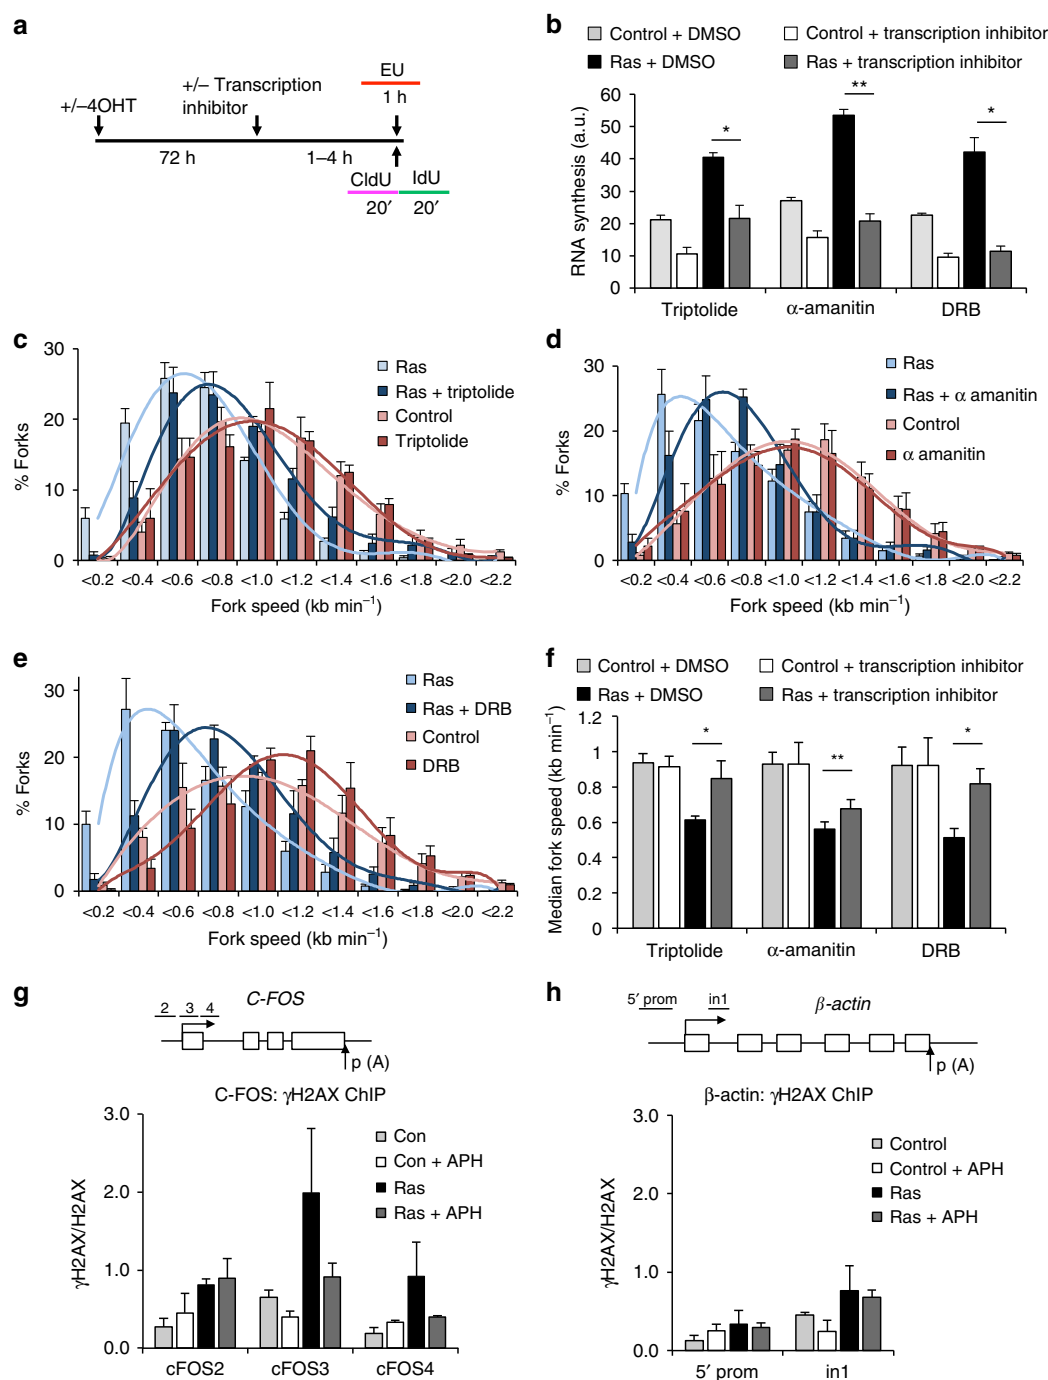 a
EU
1 h
+/– Transcription
inhibitor
+/–4OHT
72 h
1–4 h
CldU
IdU
20′
20′
b
Control + DMSO
Control + transcription inhibitor
Ras + DMSO
Ras + transcription inhibitor
RNA synthesis (a.u.)
60
50
40
30
20
10
0
*
**
*
Triptolide
α-amanitin
DRB
c
% Forks
30
20
10
0
Ras
Ras + triptolide
Control
Triptolide
<0.2 <0.4 <0.6 <0.8 <1.0 <1.2 <1.4 <1.6 <1.8 <2.0 <2.2
Fork speed (kb min⁻¹)
d
% Forks
30
20
10
0
Ras
Ras + α amanitin
Control
α amanitin
<0.2 <0.4 <0.6 <0.8 <1.0 <1.2 <1.4 <1.6 <1.8 <2.0 <2.2
Fork speed (kb min⁻¹)
e
% Forks
30
20
10
0
Ras
Ras + DRB
Control
DRB
<0.2 <0.4 <0.6 <0.8 <1.0 <1.2 <1.4 <1.6 <1.8 <2.0 <2.2
Fork speed (kb min⁻¹)
f
Control + DMSO
Control + transcription inhibitor
Ras + DMSO
Ras + transcription inhibitor
Median fork speed (kb min⁻¹)
1.2
1
0.8
0.6
0.4
0.2
0
*
**
*
Triptolide
α-amanitin
DRB
g
C-FOS
2 3 4
p (A)
C-FOS: γH2AX ChIP
γH2AX/H2AX
3.0
2.0
1.0
0.0
Con
Con + APH
Ras
Ras + APH
cFOS2
cFOS3
cFOS4
h
5′ prom
in1
β-actin
p (A)
β-actin: γH2AX ChIP
γH2AX/H2AX
3.0
2.0
1.0
0.0
Control
Control + APH
Ras
Ras + APH
5′ prom
in1